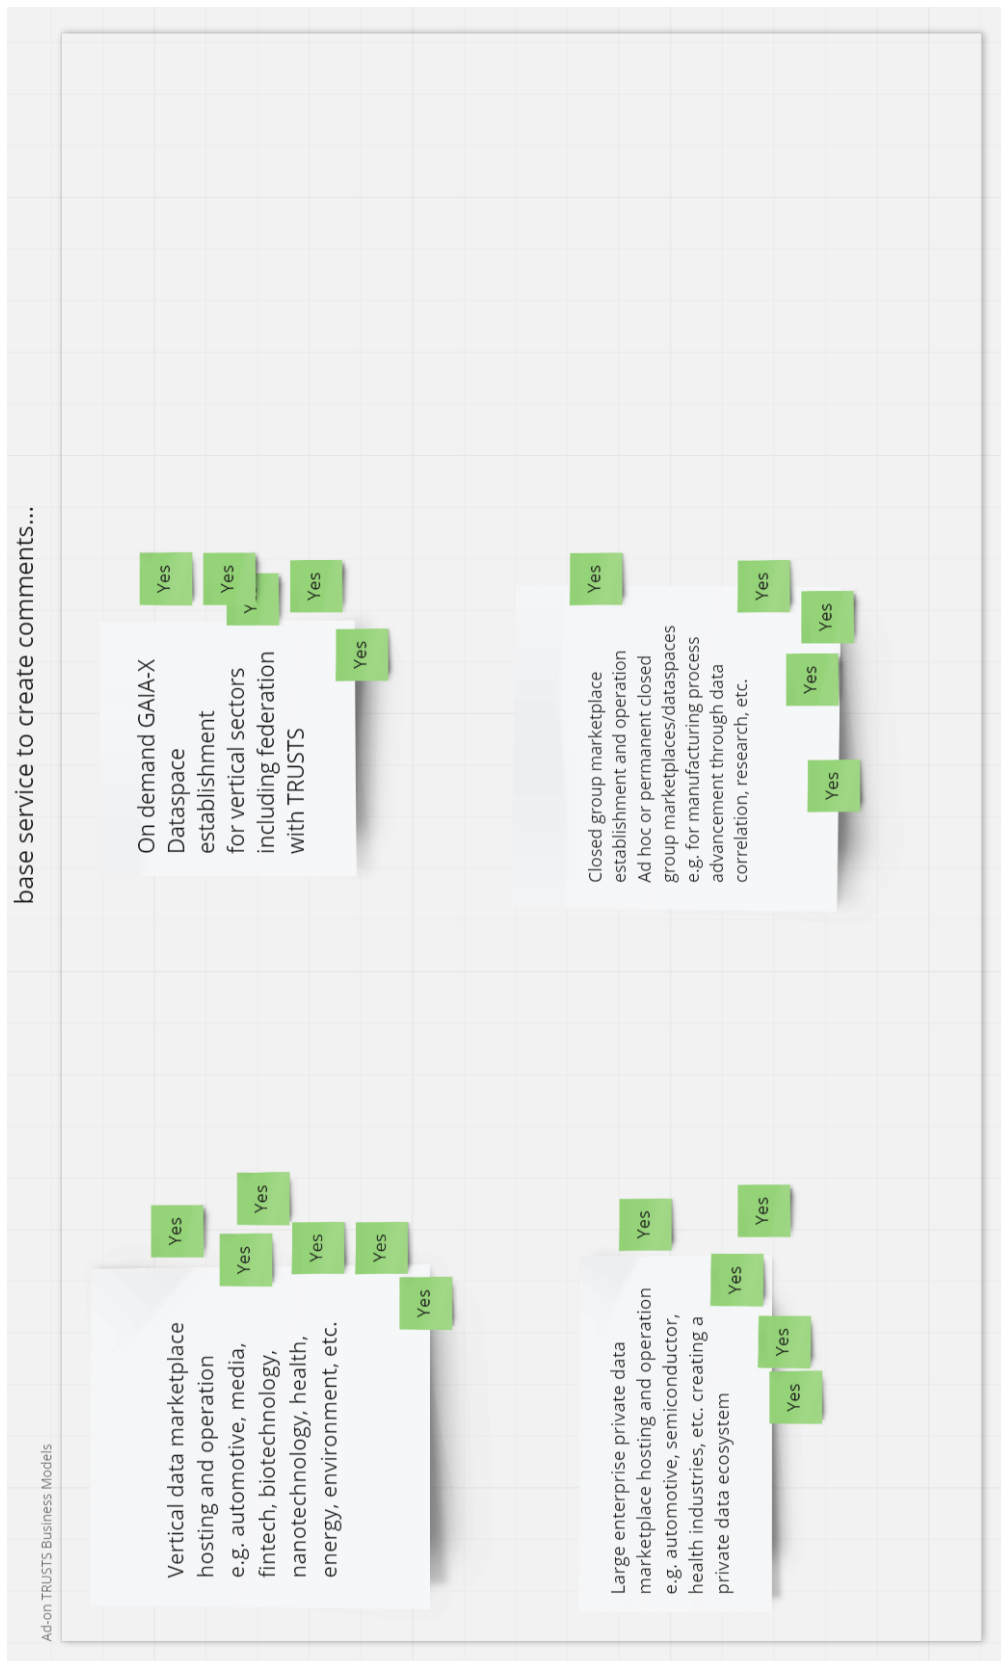 base service to create comments...
Ad-on TRUSTS Business Models
Vertical data marketplace
hosting and operation
e.g. automotive, media,
fintech, biotechnology,
nanotechnology, health,
energy, environment, etc.
Yes
Yes
Yes
Yes
Yes
Yes
On demand GAIA-X
Dataspace
establishment
for vertical sectors
including federation
with TRUSTS
Yes
Yes
Y
Yes
Yes
Large enterprise private data
marketplace hosting and operation
e.g. automotive, semiconductor,
health industries, etc. creating a
private data ecosystem
Yes
Yes
Yes
Yes
Yes
Closed group marketplace
establishment and operation
Ad hoc or permanent closed
group marketplaces/dataspaces
e.g. for manufacturing process
advancement through data
correlation, research, etc.
Yes
Yes
Yes
Yes
Yes